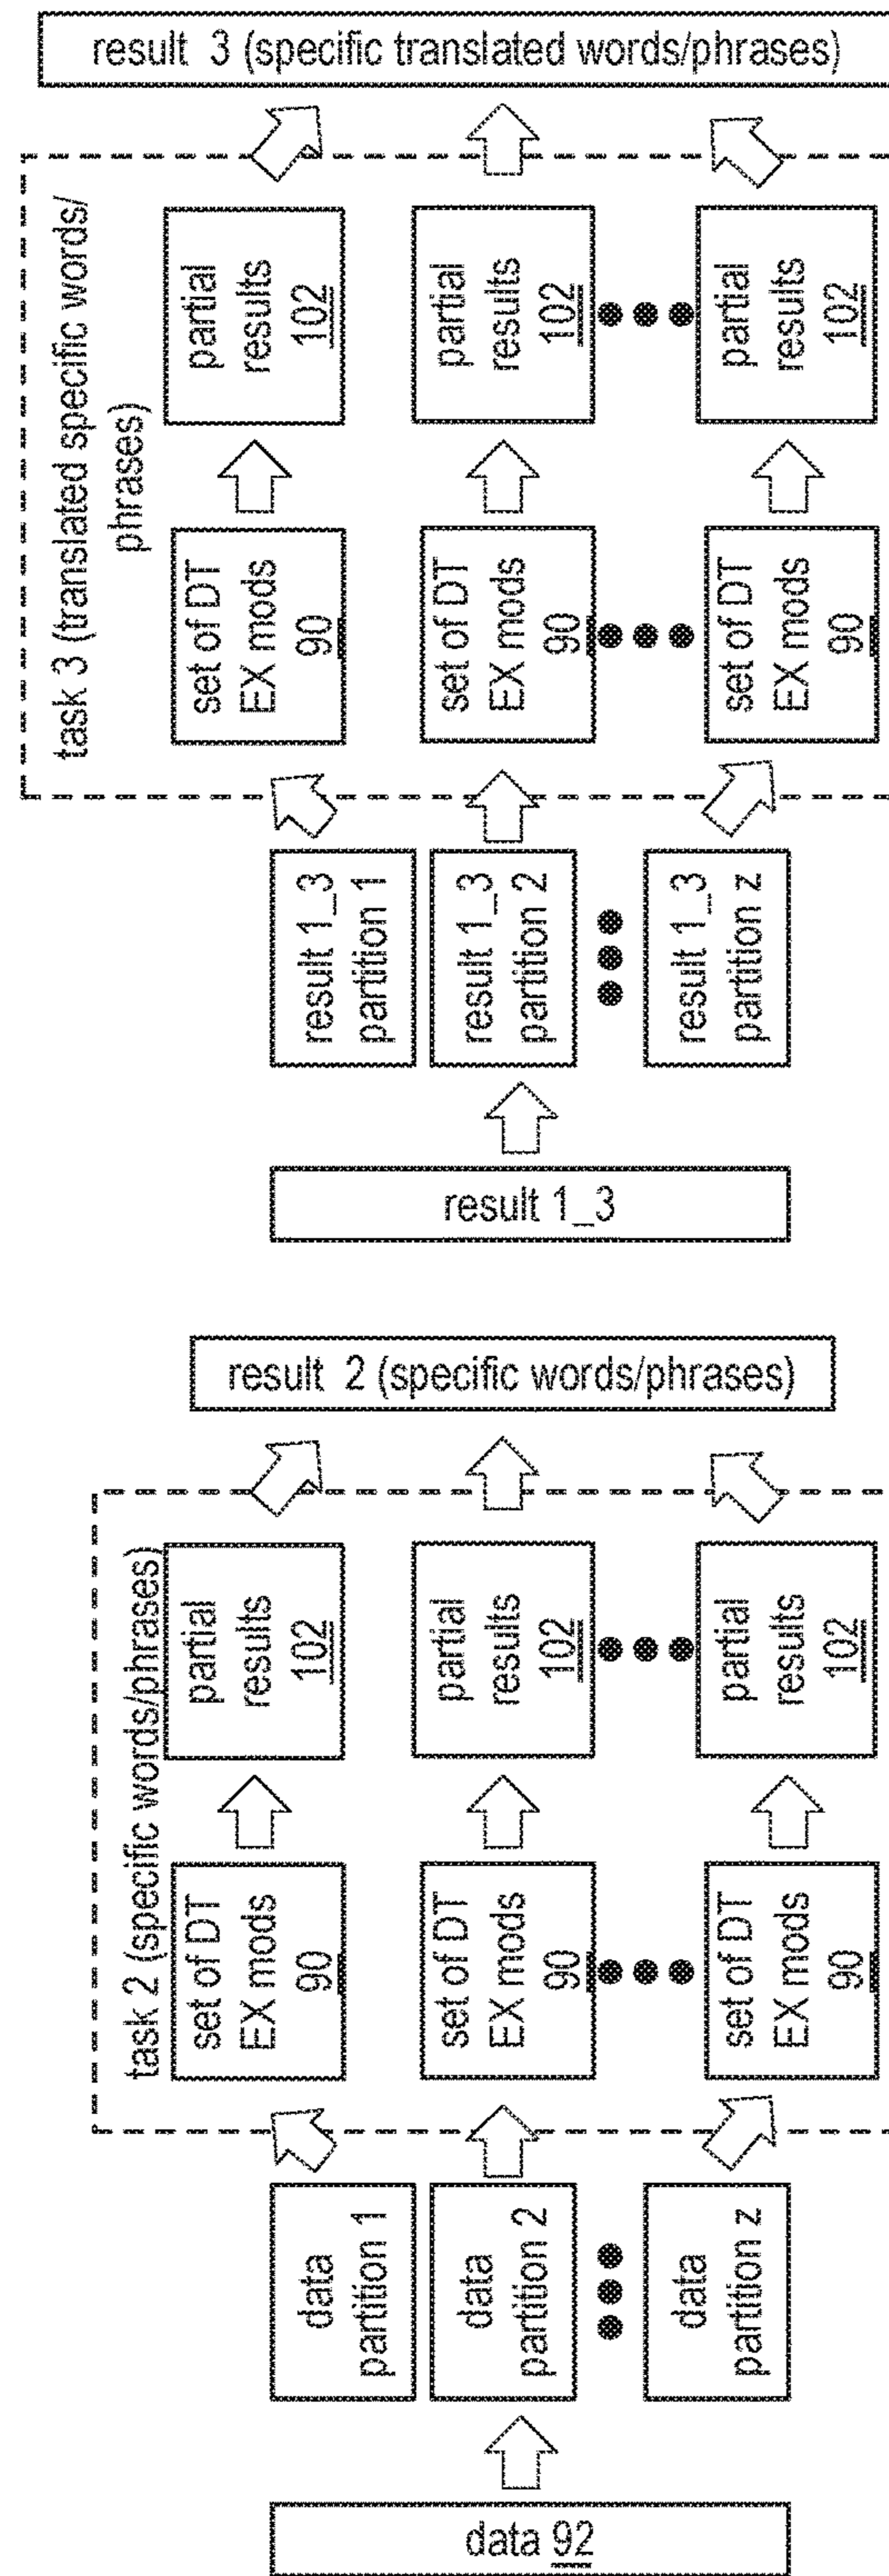 task 2 (specific words/phrases)
data 92
data
partition 1
data
partition 2
data
partition z
set of DT
EX mods
90
set of DT
EX mods
90
set of DT
EX mods
90
partial
results
102
partial
results
102
partial
results
102
result 2 (specific words/phrases)
task 3 (translated specific words/
phrases)
result 1_3
result 1_3
partition 1
result 1_3
partition 2
result 1_3
partition z
set of DT
EX mods
90
set of DT
EX mods
90
set of DT
EX mods
90
partial
results
102
partial
results
102
partial
results
102
result 3 (specific translated words/phrases)